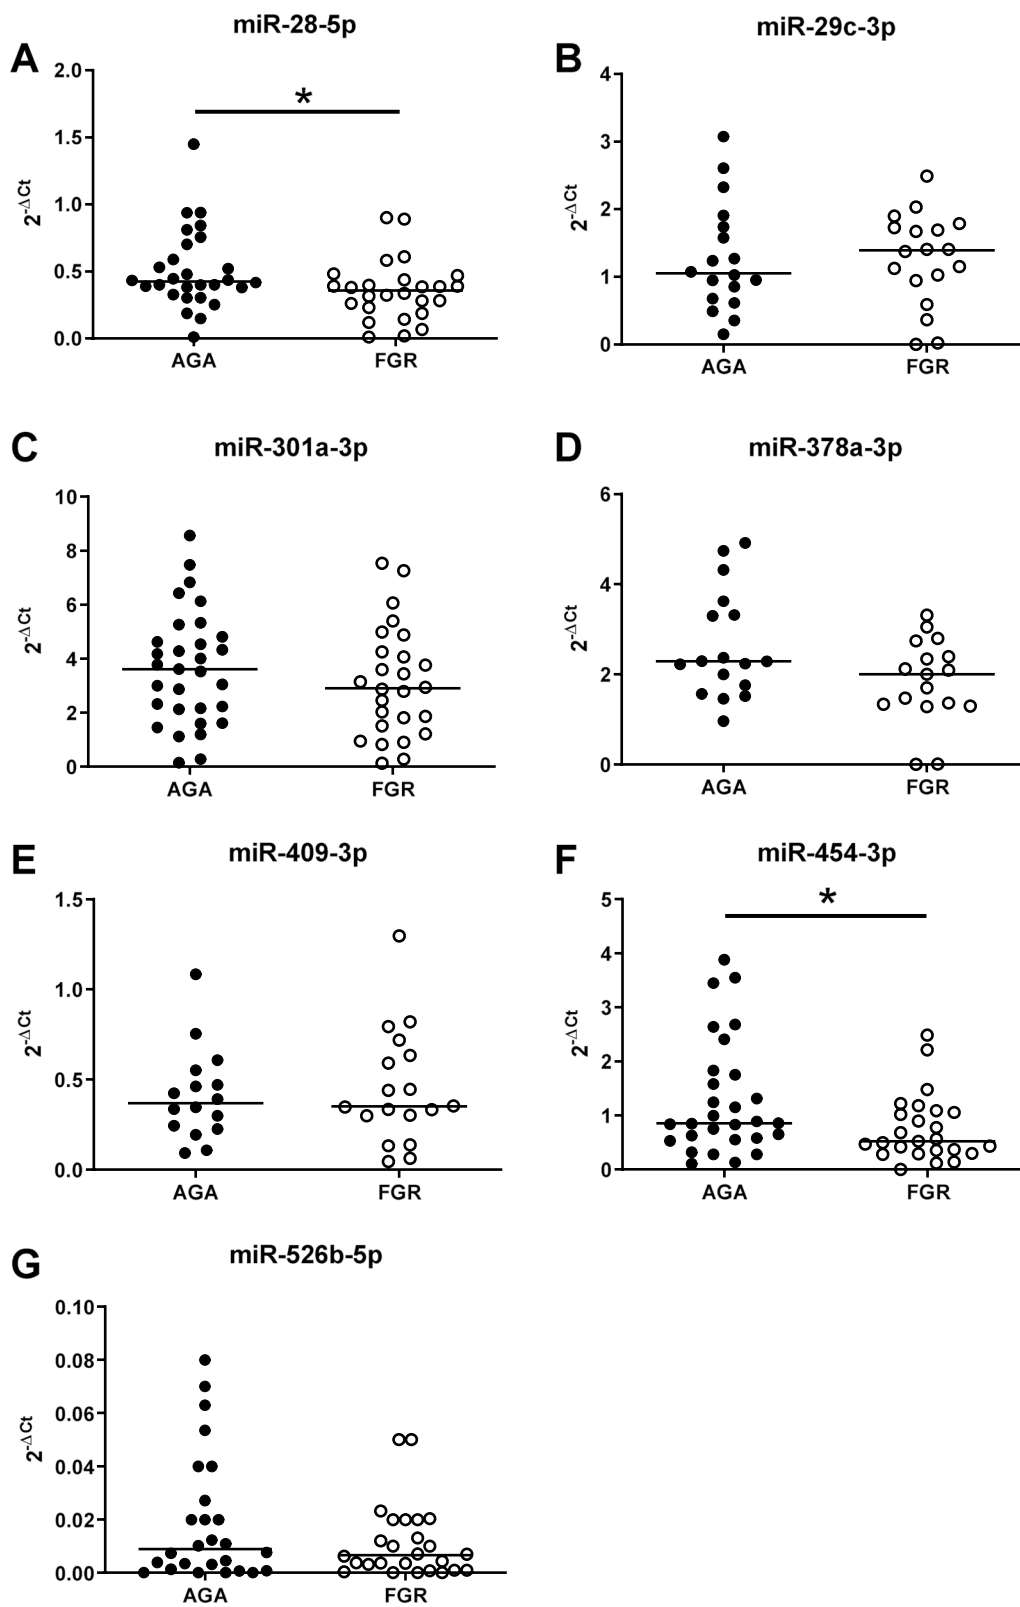 miR-28-5p
A
2.0
1.5
1.0
0.5
0.0
2-ΔCt
*
AGA
FGR
miR-29c-3p
B
4
3
2
1
0
2-ΔCt
AGA
FGR
miR-301a-3p
C
10
8
6
4
2
0
2-ΔCt
AGA
FGR
miR-378a-3p
D
6
4
2
0
2-ΔCt
AGA
FGR
miR-409-3p
E
1.5
1.0
0.5
0.0
2-ΔCt
AGA
FGR
miR-454-3p
F
5
4
3
2
1
0
2-ΔCt
*
AGA
FGR
miR-526b-5p
G
0.10
0.08
0.06
0.04
0.02
0.00
2-ΔCt
AGA
FGR